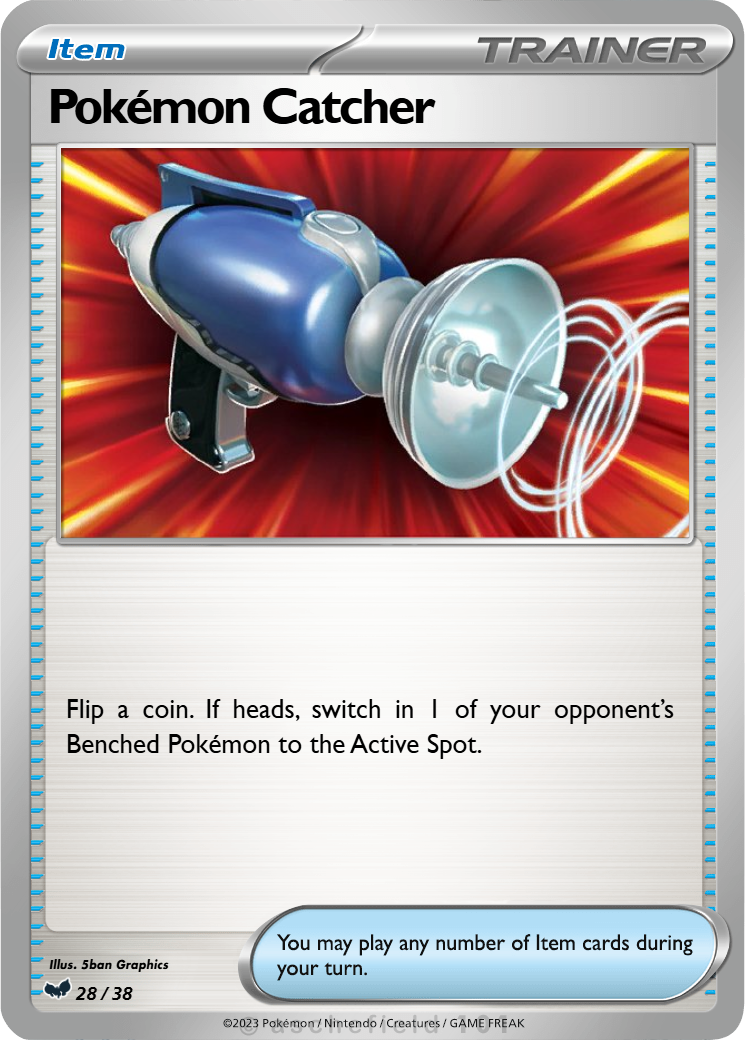 Item
TRAINER
Pokémon Catcher
Flip a coin. If heads, switch in 1 of your opponent's
Benched Pokémon to the Active Spot.
You may play any number of Item cards during
your turn.
Illus. 5ban Graphics
28 / 38
©2023 Pokémon / Nintendo / Creatures / GAME FREAK